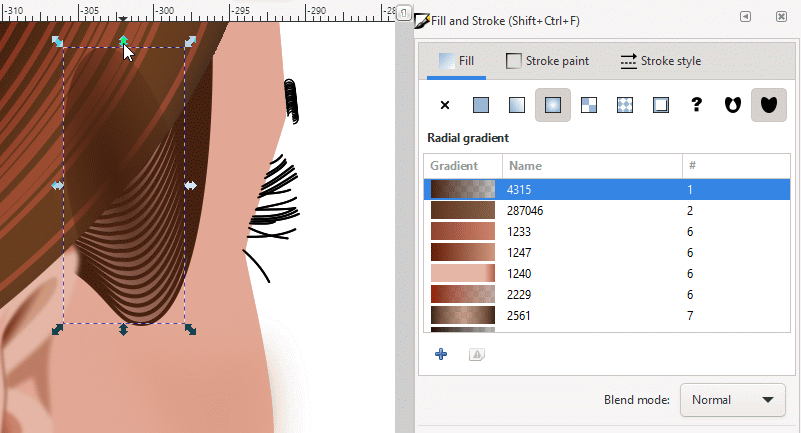 -310 -305 -300 -295 -290 -28
Fill and Stroke (Shift+Ctrl+F)
Fill Stroke paint Stroke style
?
Radial gradient
Gradient Name #
4315 1
287046 2
1233 6
1247 6
1240 6
2229 6
2561 7
Blend mode: Normal